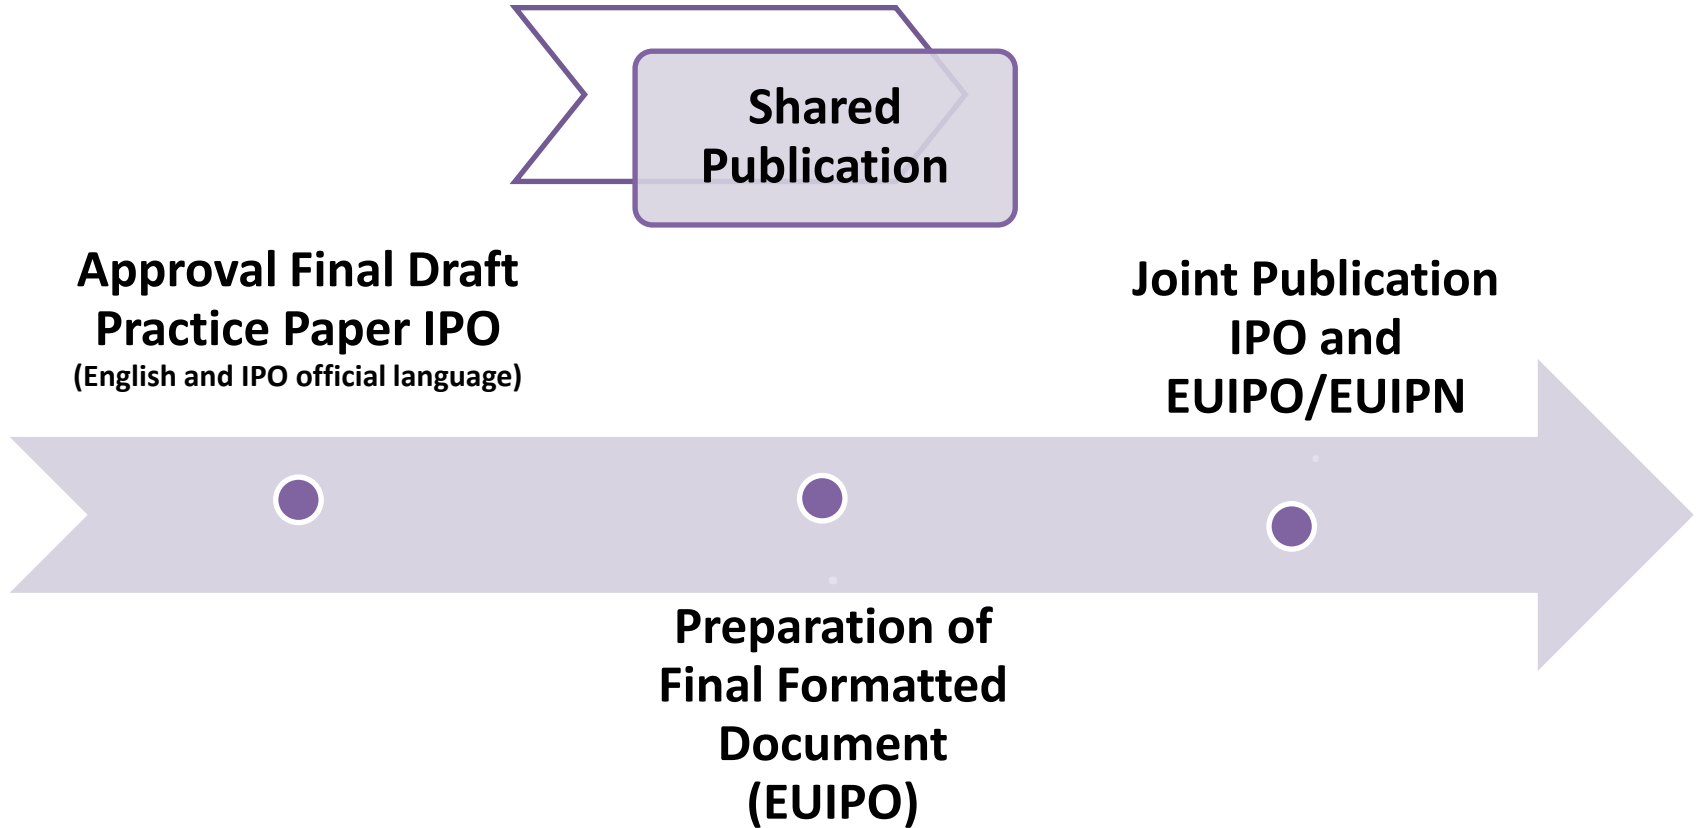 Shared
Publication
Approval Final Draft
Practice Paper IPO
(English and IPO official language)
Joint Publication
IPO and
EUIPO/EUIPN
Preparation of
Final Formatted
Document
(EUIPO)